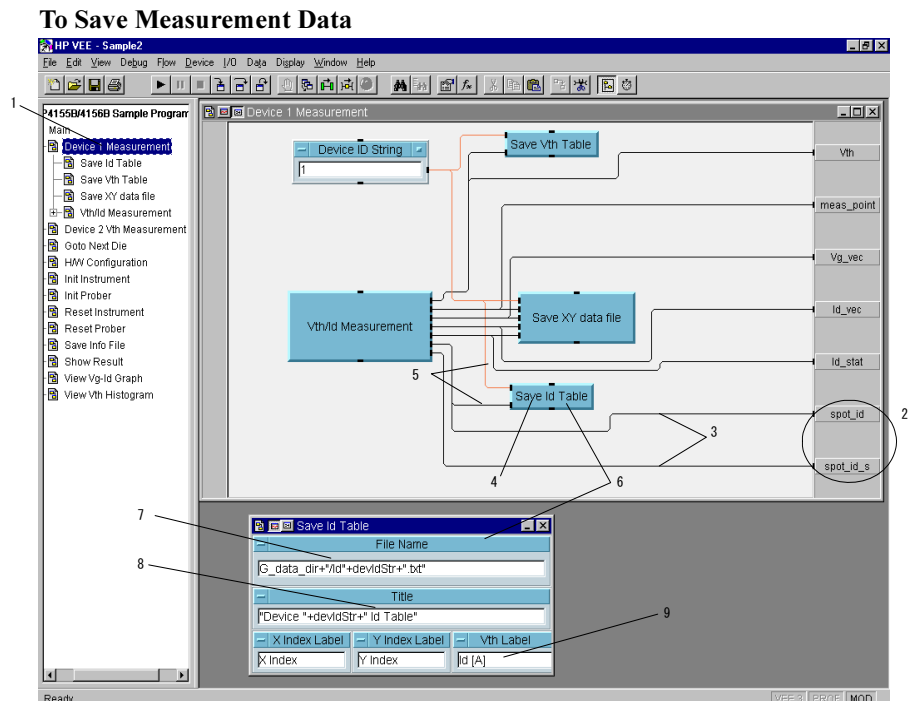 To Save Measurement Data
HP VEE - Sample2
File Edit View Debug Flow Device I/O Data Display Window Help
1
P4155B/4156B Sample Program
Main
Device 1 Measurement
Save Id Table
Save Vth Table
Save XY data file
Vth/Id Measurement
Device 2 Vth Measurement
Goto Next Die
H/W Configuration
Init Instrument
Init Prober
Reset Instrument
Reset Prober
Save Info File
Show Result
View Vg-Id Graph
View Vth Histogram
Device 1 Measurement
Device ID String
1
Save Vth Table
Vth/Id Measurement
Save XY data file
Save Id Table
Vth
meas_point
Vg_vec
Id_vec
Id_stat
spot_id
spot_id_s
2
3
4
5
6
7
8
9
Save Id Table
File Name
G_data_dir+"/Id"+devIdStr+".txt"
Title
"Device "+devIdStr+" Id Table"
X Index Label Y Index Label Vth Label
X Index Y Index Id [A]
Ready
VEE 3 PROF MOD